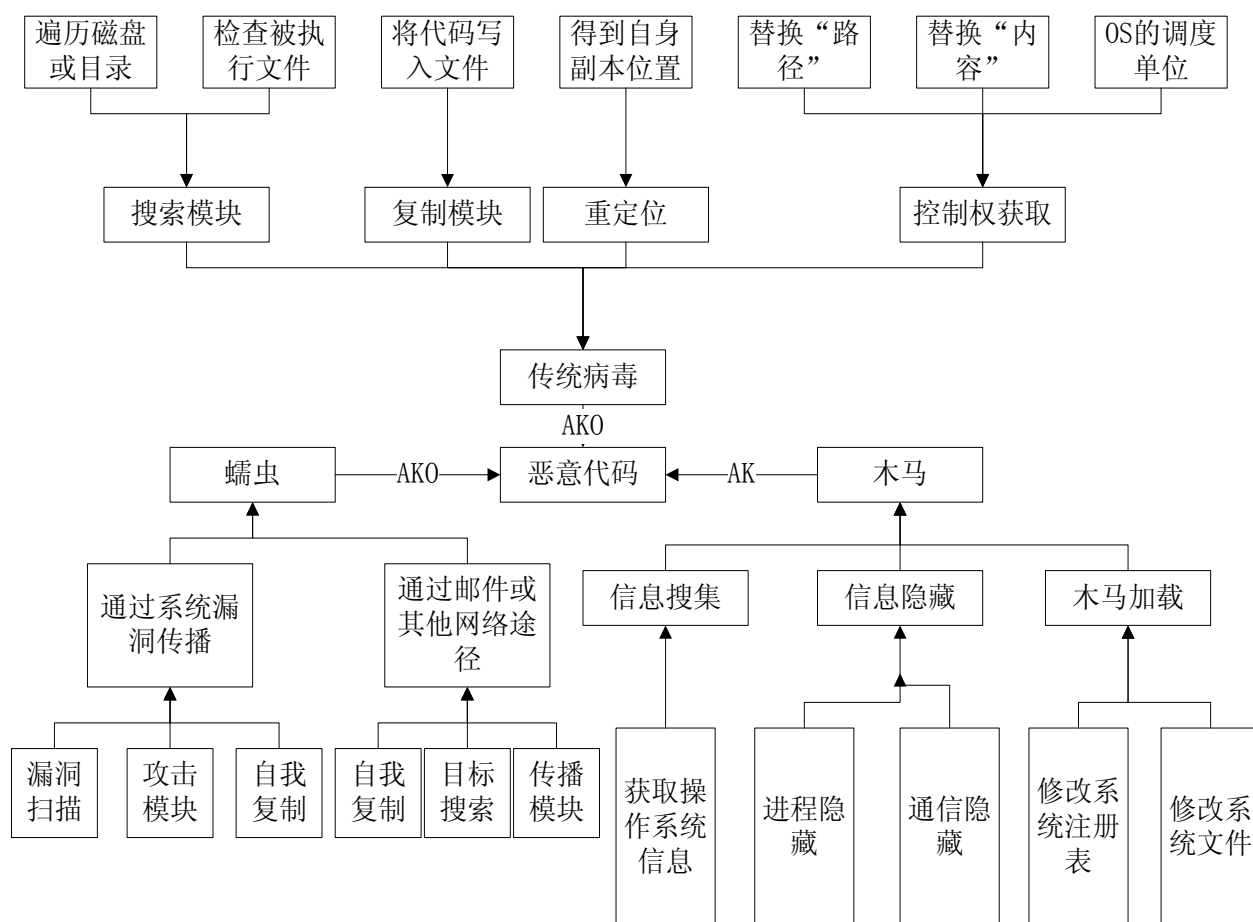 遍历磁盘
或目录
检查被执
行文件
将代码写
入文件
得到自身
副本位置
替换“路
径”
替换“内
容”
OS的调度
单位
搜索模块
复制模块
重定位
控制权获取
传统病毒
AKO
蠕虫
AKO
恶意代码
AK
木马
通过系统漏
洞传播
通过邮件或
其他网络途
径
信息搜集
信息隐藏
木马加载
漏洞
扫描
攻击
模块
自我
复制
自我
复制
目标
搜索
传播
模块
获取操
作系统
信息
进程隐
藏
通信隐
藏
修改系
统注册
表
修改系
统文件